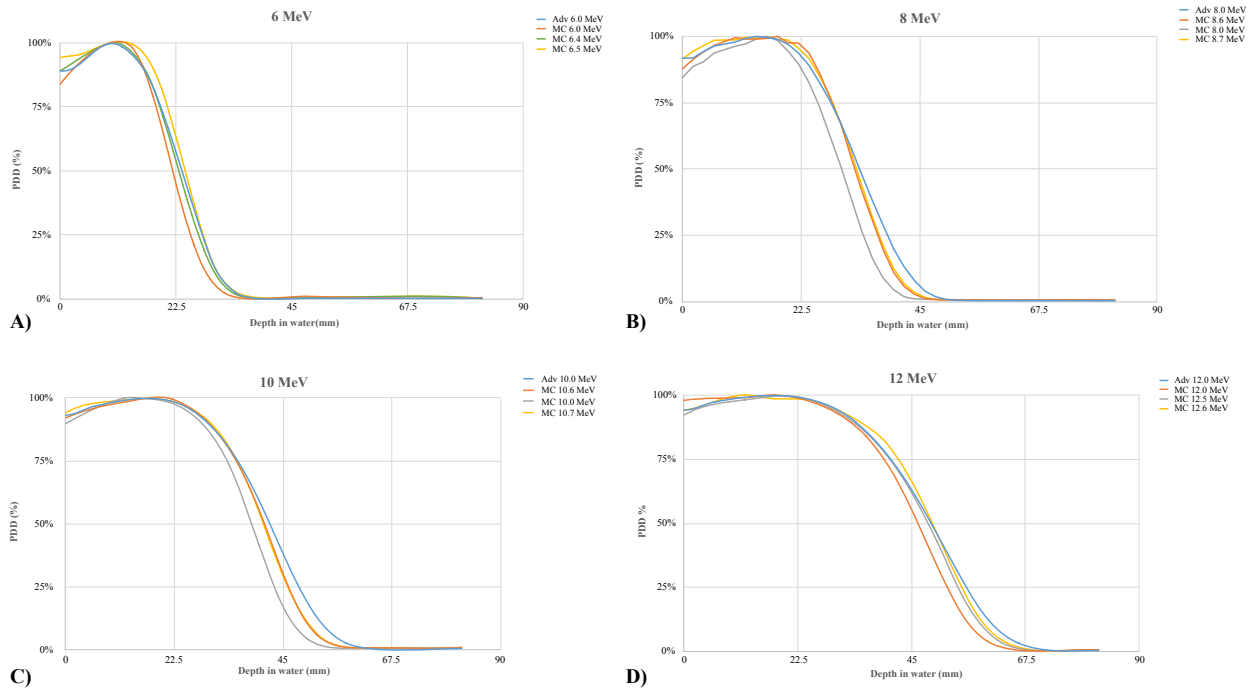 6 MeV
Adv 6.0 MeV
MC 6.0 MeV
MC 6.4 MeV
MC 6.5 MeV
100%
75%
50%
25%
0%
PDD (%)
0 22.5 45 67.5 90
Depth in water(mm)
A)
8 MeV
Adv 8.0 MeV
MC 8.6 MeV
MC 8.0 MeV
MC 8.7 MeV
100%
75%
50%
25%
0%
PDD (%)
0 22.5 45 67.5 90
Depth in water (mm)
B)
10 MeV
Adv 10.0 MeV
MC 10.6 MeV
MC 10.0 MeV
MC 10.7 MeV
100%
75%
50%
25%
0%
PDD (%)
0 22.5 45 67.5 90
Depth in water (mm)
C)
12 MeV
Adv 12.0 MeV
MC 12.0 MeV
MC 12.5 MeV
MC 12.6 MeV
100%
75%
50%
25%
0%
PDD %
0 22.5 45 67.5 90
Depth in water (mm)
D)